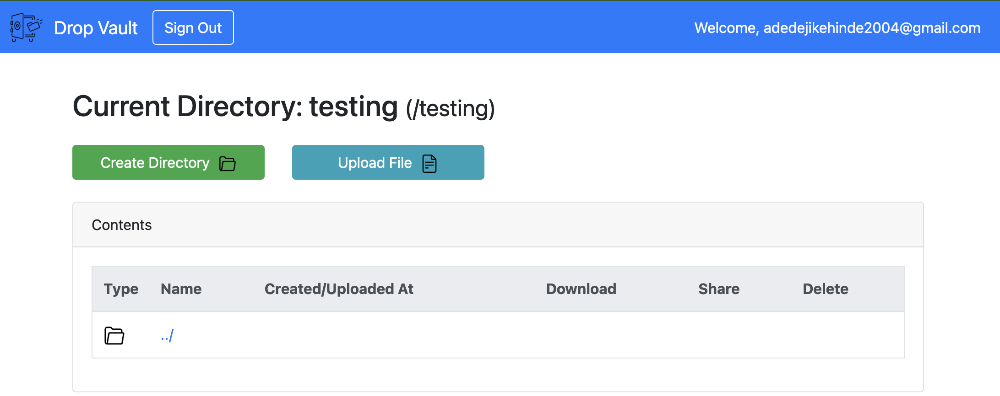 Drop Vault Sign Out Welcome, adedejikehinde2004@gmail.com
Current Directory: testing (/testing)
Create Directory Upload File
Contents
Type Name Created/Uploaded At Download Share Delete
../